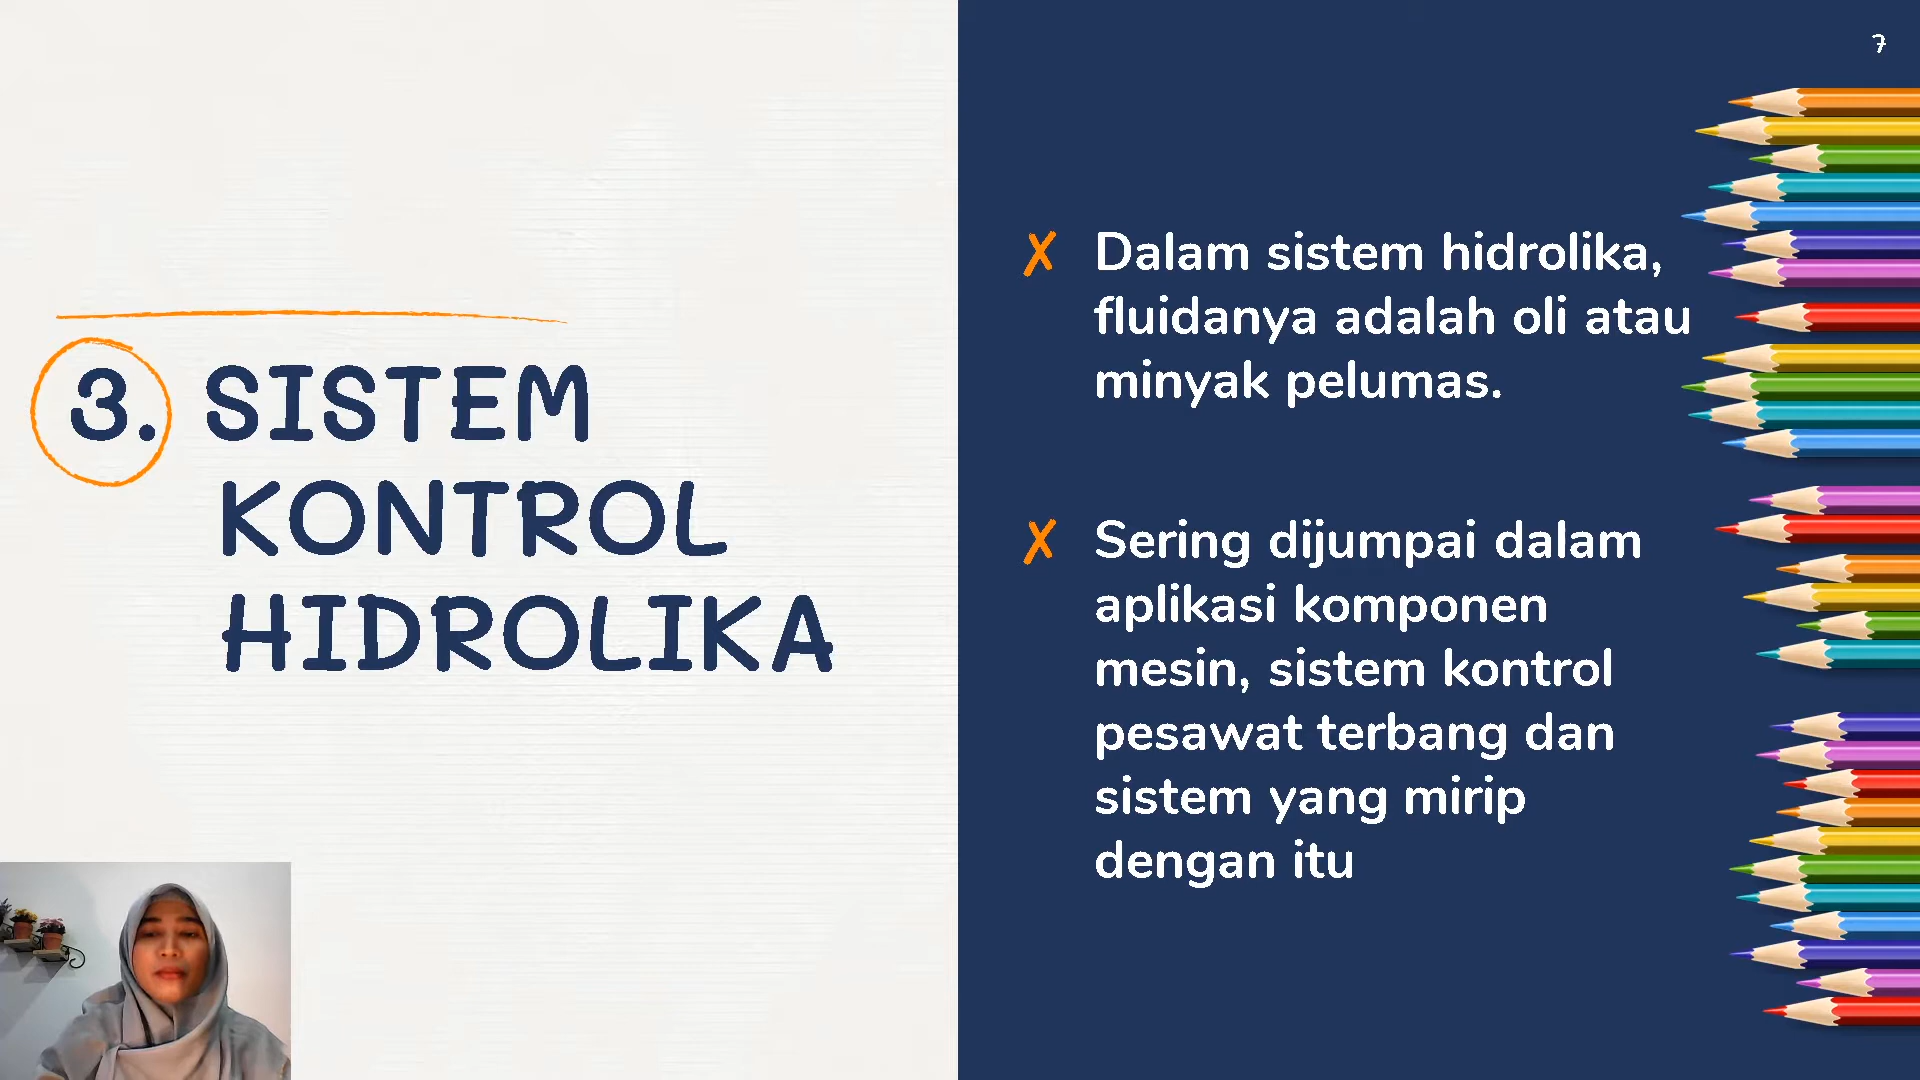 7
3. SISTEM
KONTROL
HIDROLIKA
✗ Dalam sistem hidrolika,
fluidanya adalah oli atau
minyak pelumas.
✗ Sering dijumpai dalam
aplikasi komponen
mesin, sistem kontrol
pesawat terbang dan
sistem yang mirip
dengan itu